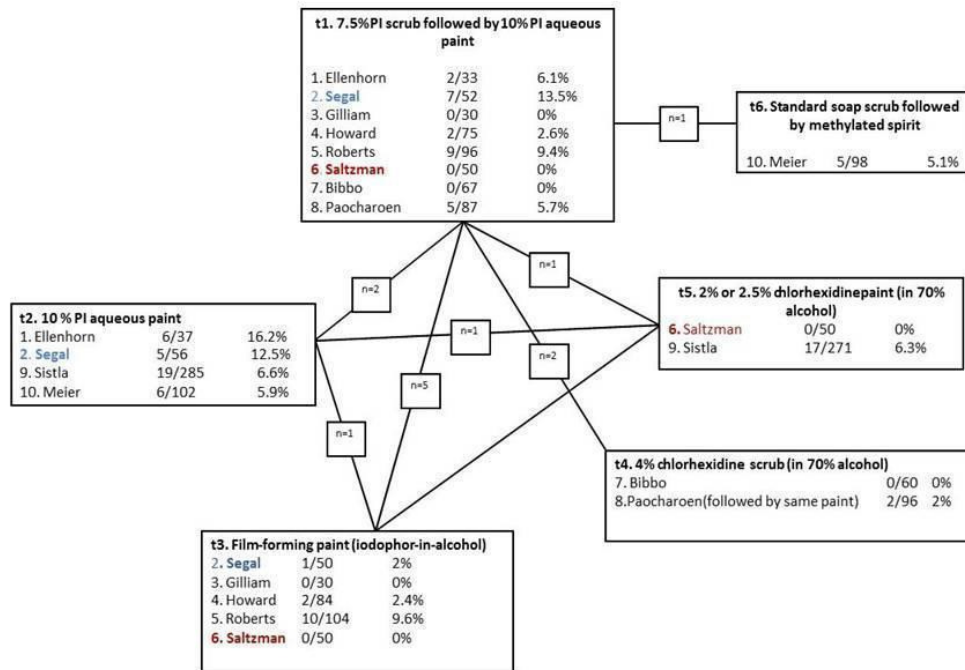 t1. 7.5%PI scrub followed by 10% PI aqueous
paint
1. Ellenhorn 2/33 6.1%
2. Segal 7/52 13.5%
3. Gilliam 0/30 0%
4. Howard 2/75 2.6%
5. Roberts 9/96 9.4%
6 Saltzman 0/50 0%
7. Bibbo 0/67 0%
8. Paocharoen 5/87 5.7%
n=1
t6. Standard soap scrub followed
by methylated spirit
10. Meier 5/98 5.1%
n=2
n=1
t2. 10 % PI aqueous paint
1. Ellenhorn 6/37 16.2%
2. Segal 5/56 12.5%
9. Sistla 19/285 6.6%
10. Meier 6/102 5.9%
n=1
n=2
n=5
n=1
t5. 2% or 2.5% chlorhexidinepaint (in 70%
alcohol)
6. Saltzman 0/50 0%
9. Sistla 17/271 6.3%
t4. 4% chlorhexidine scrub (in 70% alcohol)
7. Bibbo 0/60 0%
8.Paocharoen(followed by same paint) 2/96 2%
t3. Film-forming paint (iodophor-in-alcohol)
2. Segal 1/50 2%
3. Gilliam 0/30 0%
4. Howard 2/84 2.4%
5. Roberts 10/104 9.6%
6. Saltzman 0/50 0%